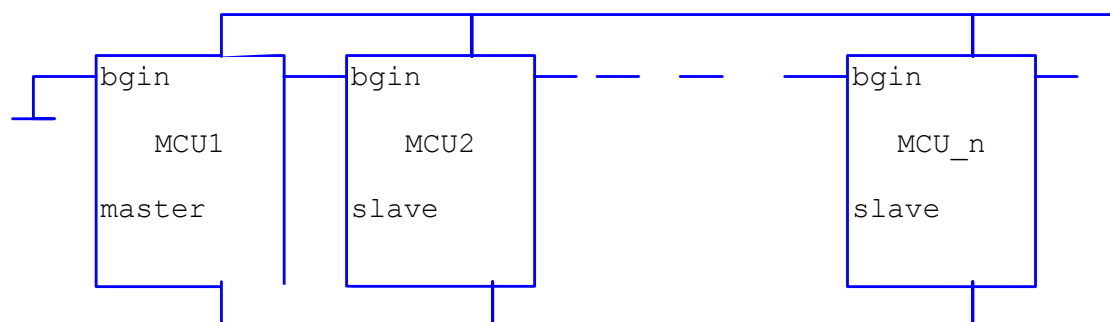 bgin
MCU1
master
bgin
MCU2
slave
bgin
MCU_n
slave